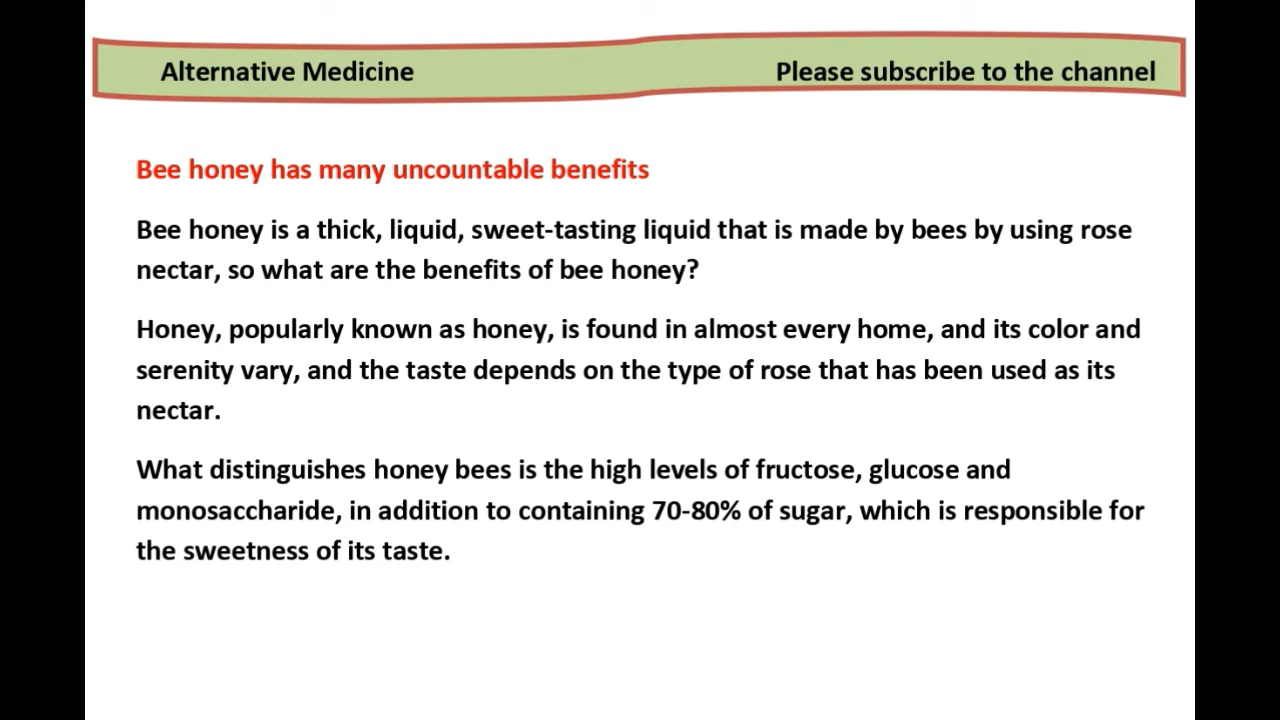 Alternative Medicine Please subscribe to the channel
Bee honey has many uncountable benefits
Bee honey is a thick, liquid, sweet-tasting liquid that is made by bees by using rose
nectar, so what are the benefits of bee honey?
Honey, popularly known as honey, is found in almost every home, and its color and
serenity vary, and the taste depends on the type of rose that has been used as its
nectar.
What distinguishes honey bees is the high levels of fructose, glucose and
monosaccharide, in addition to containing 70-80% of sugar, which is responsible for
the sweetness of its taste.